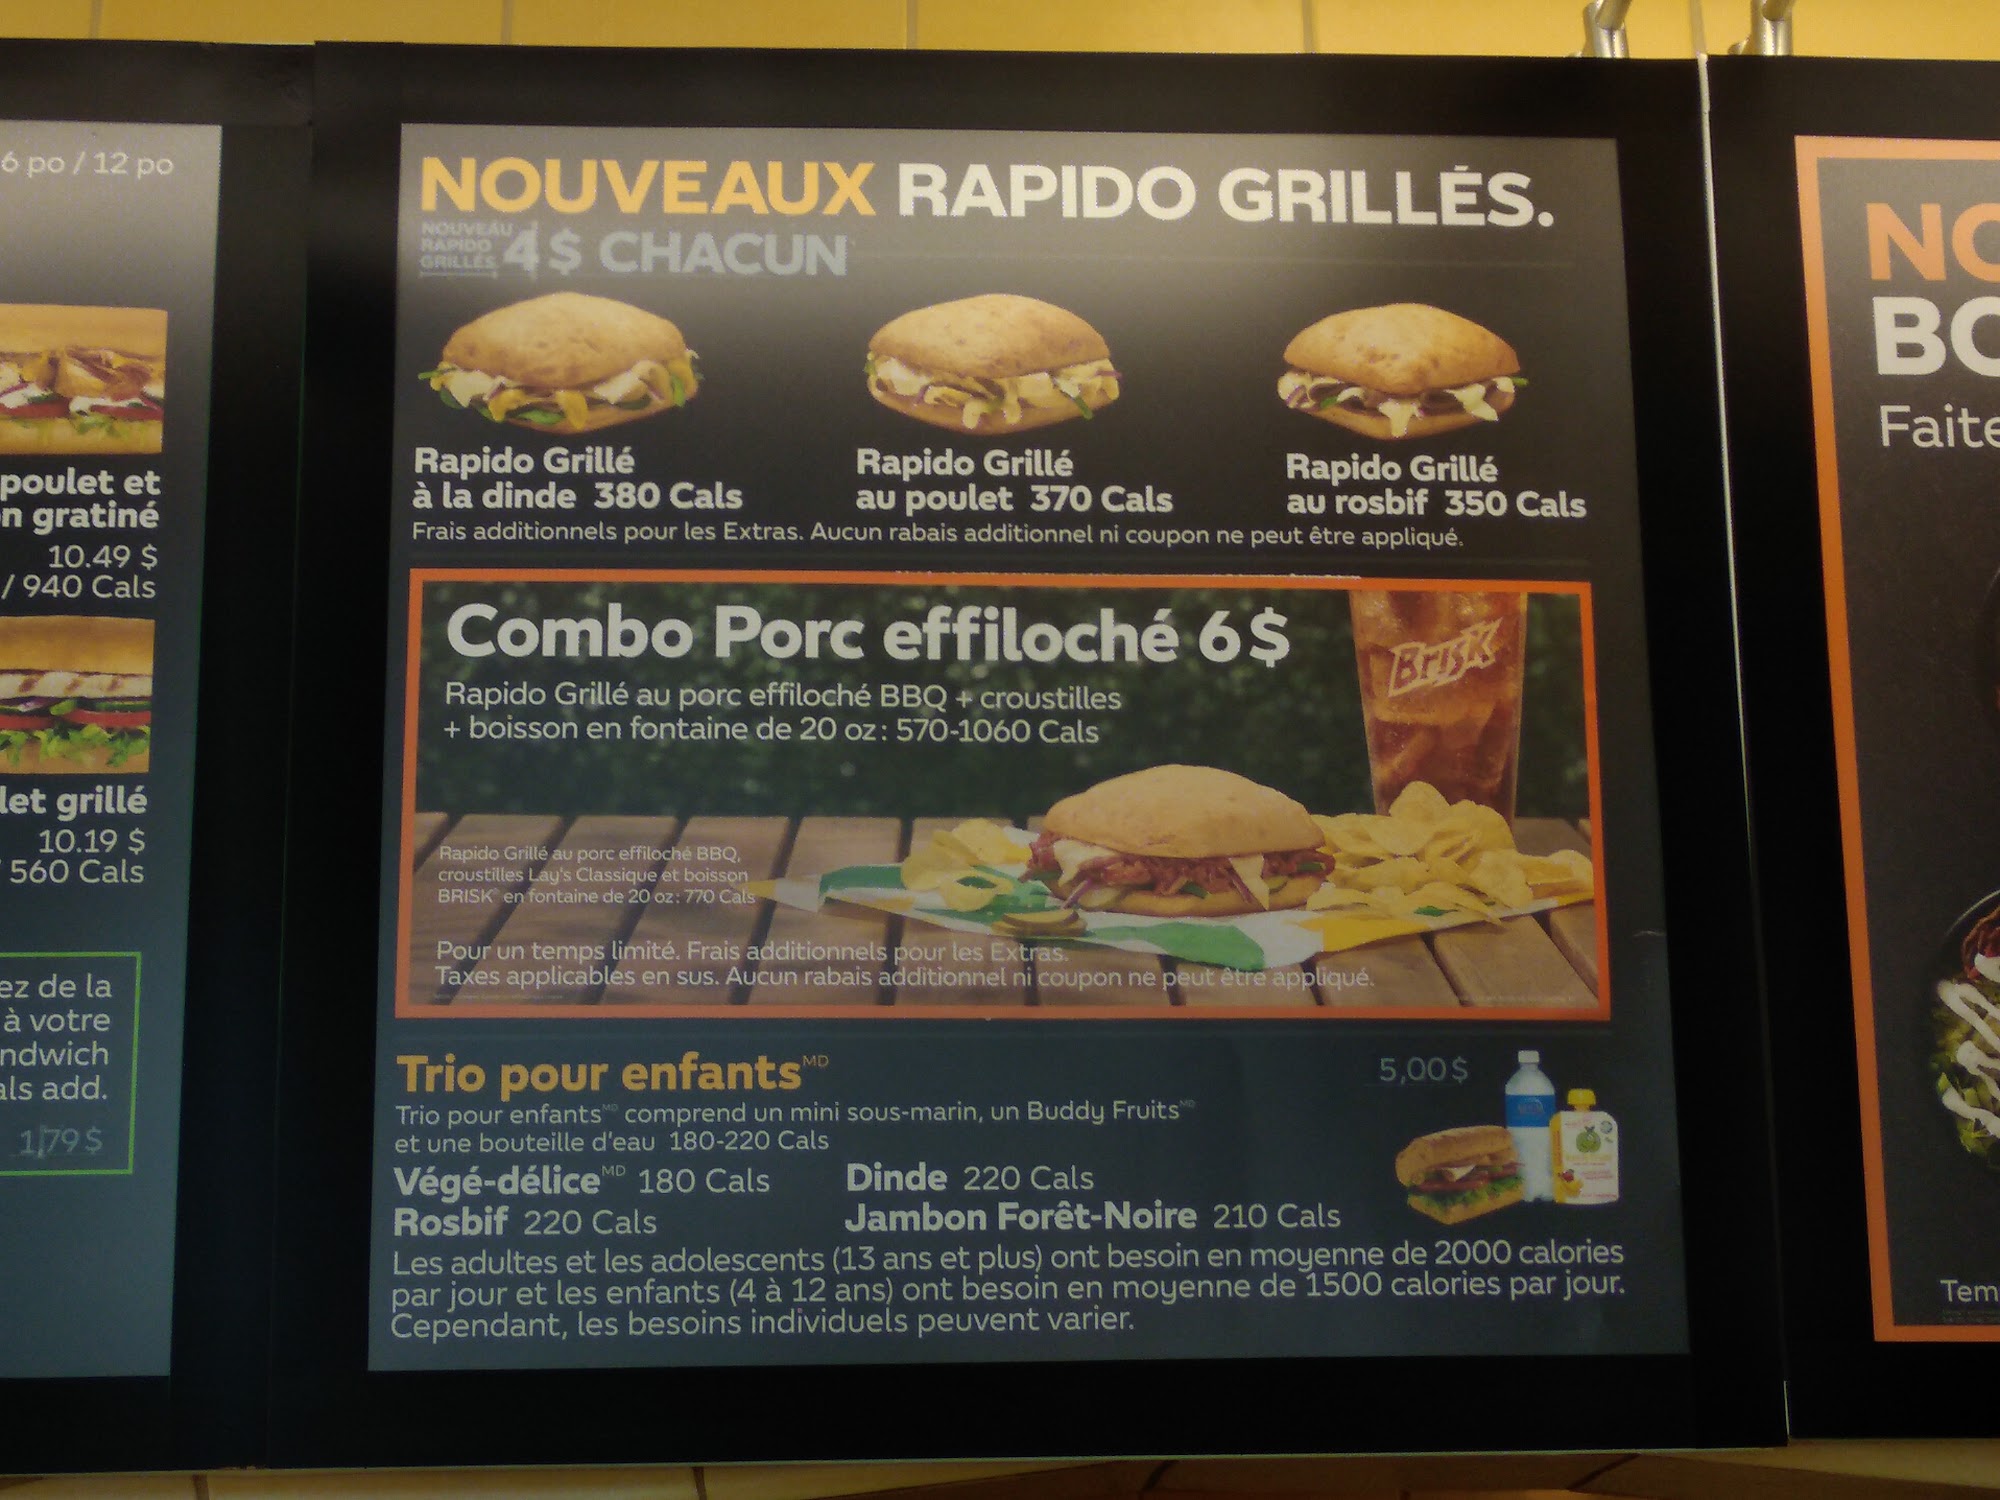 6 po / 12 po
poulet et
n gratiné
10.49 $
/ 940 Cals
let grillé
10.19 $
/ 560 Cals
ez de la
à votre
ndwich
als add.
1,79 $
NOUVEAUX RAPIDO GRILLÉS.
NOUVEAU
RAPIDO
GRILLÉS
4 $ CHACUN
Rapido Grillé
à la dinde 380 Cals
Rapido Grillé
au poulet 370 Cals
Rapido Grillé
au rosbif 350 Cals
Frais additionnels pour les Extras. Aucun rabais additionnel ni coupon ne peut être appliqué.
Combo Porc effiloché 6 $
Rapido Grillé au porc effiloché BBQ + croustilles
+ boisson en fontaine de 20 oz : 570-1060 Cals
Brisk
Rapido Grillé au porc effiloché BBQ,
croustilles Lay's Classique et boisson
BRISK® en fontaine de 20 oz : 770 Cals
Pour un temps limité. Frais additionnels pour les Extras.
Taxes applicables en sus. Aucun rabais additionnel ni coupon ne peut être appliqué.
Trio pour enfants MD
5,00 $
Trio pour enfants MD comprend un mini sous-marin, un Buddy Fruits MD
et une bouteille d'eau 180-220 Cals
Végé-délice MD 180 Cals
Dinde 220 Cals
Rosbif 220 Cals
Jambon Forêt-Noire 210 Cals
Les adultes et les adolescents (13 ans et plus) ont besoin en moyenne de 2000 calories
par jour et les enfants (4 à 12 ans) ont besoin en moyenne de 1500 calories par jour.
Cependant, les besoins individuels peuvent varier.
NO
BO
Faite
Tem